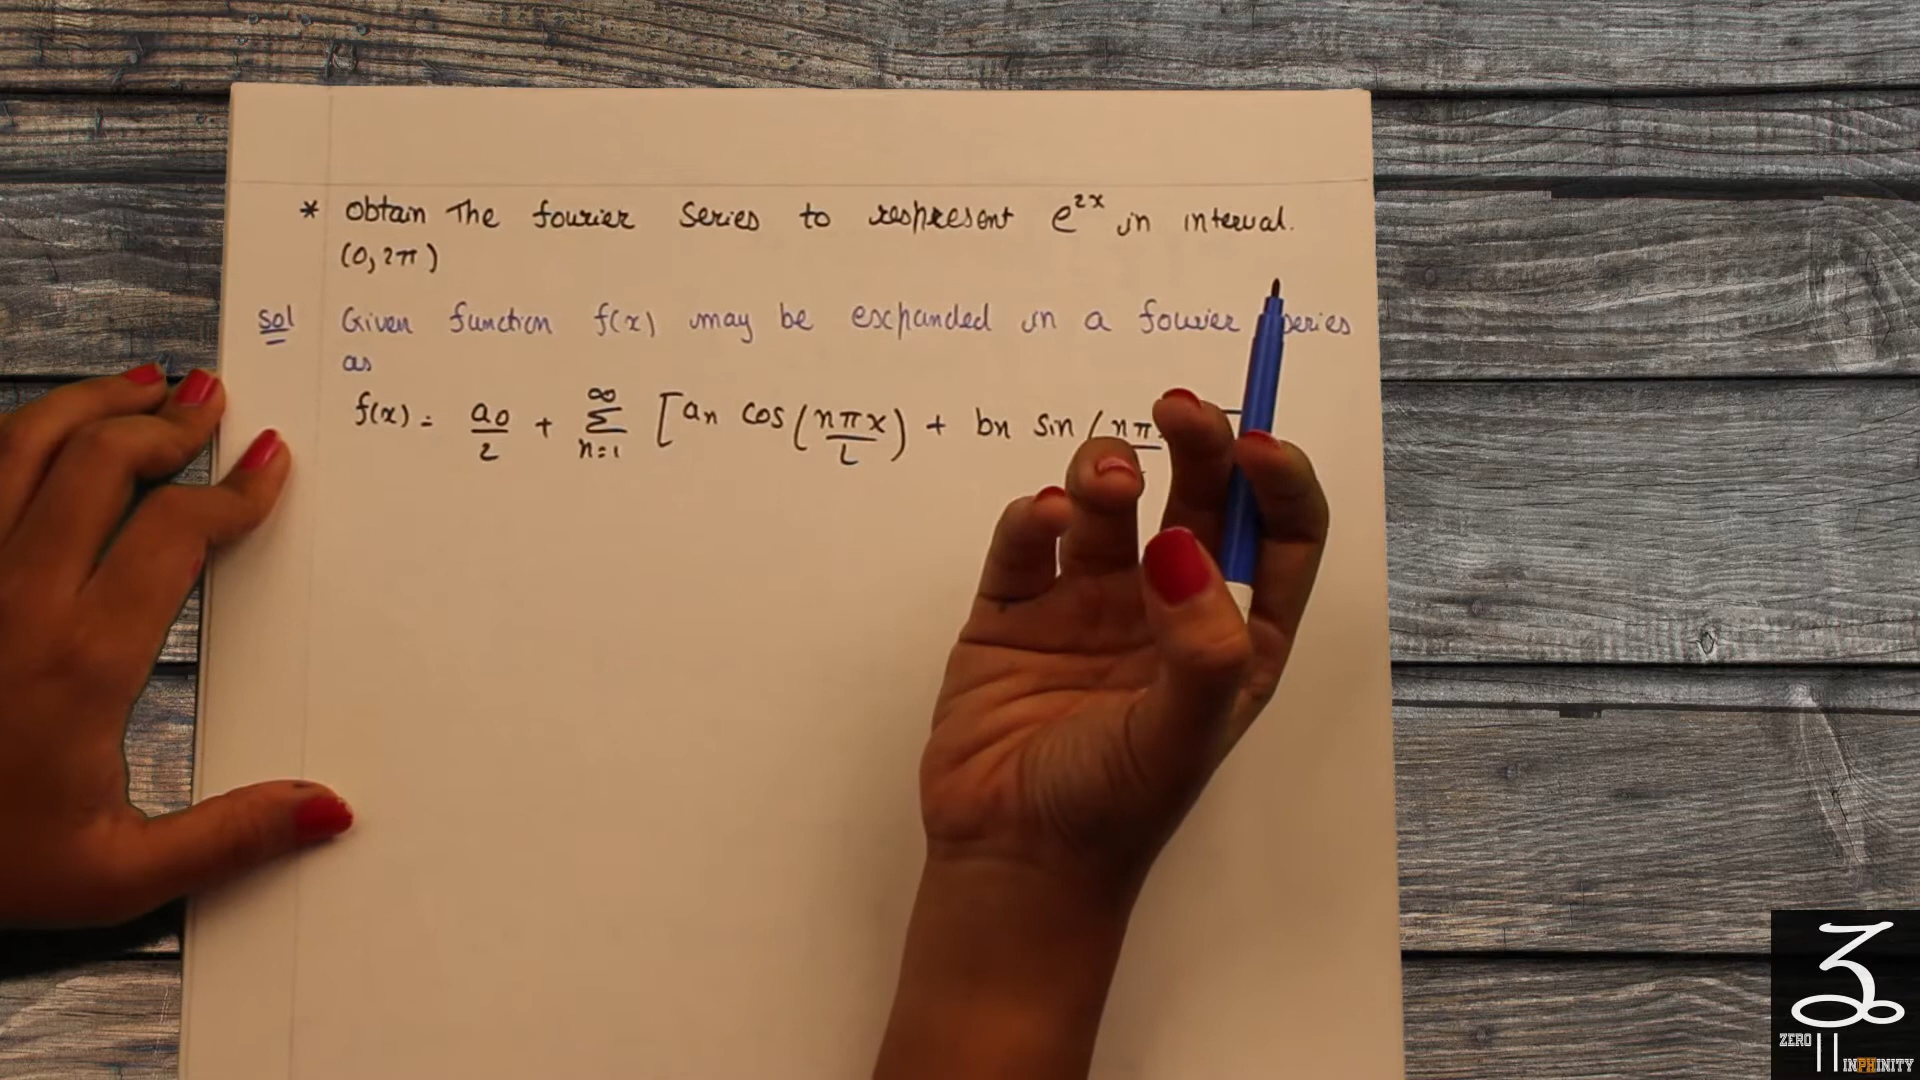 * obtain The fourier Series to respresent e^2x in interval.
(0, 2π)
sol Given function f(x) may be expanded in a fourier series
as
f(x) = a0/2 + ∞ Σ n=1 [an cos(nπx/L) + bn sin(nπ
ZERO
INPHINITY